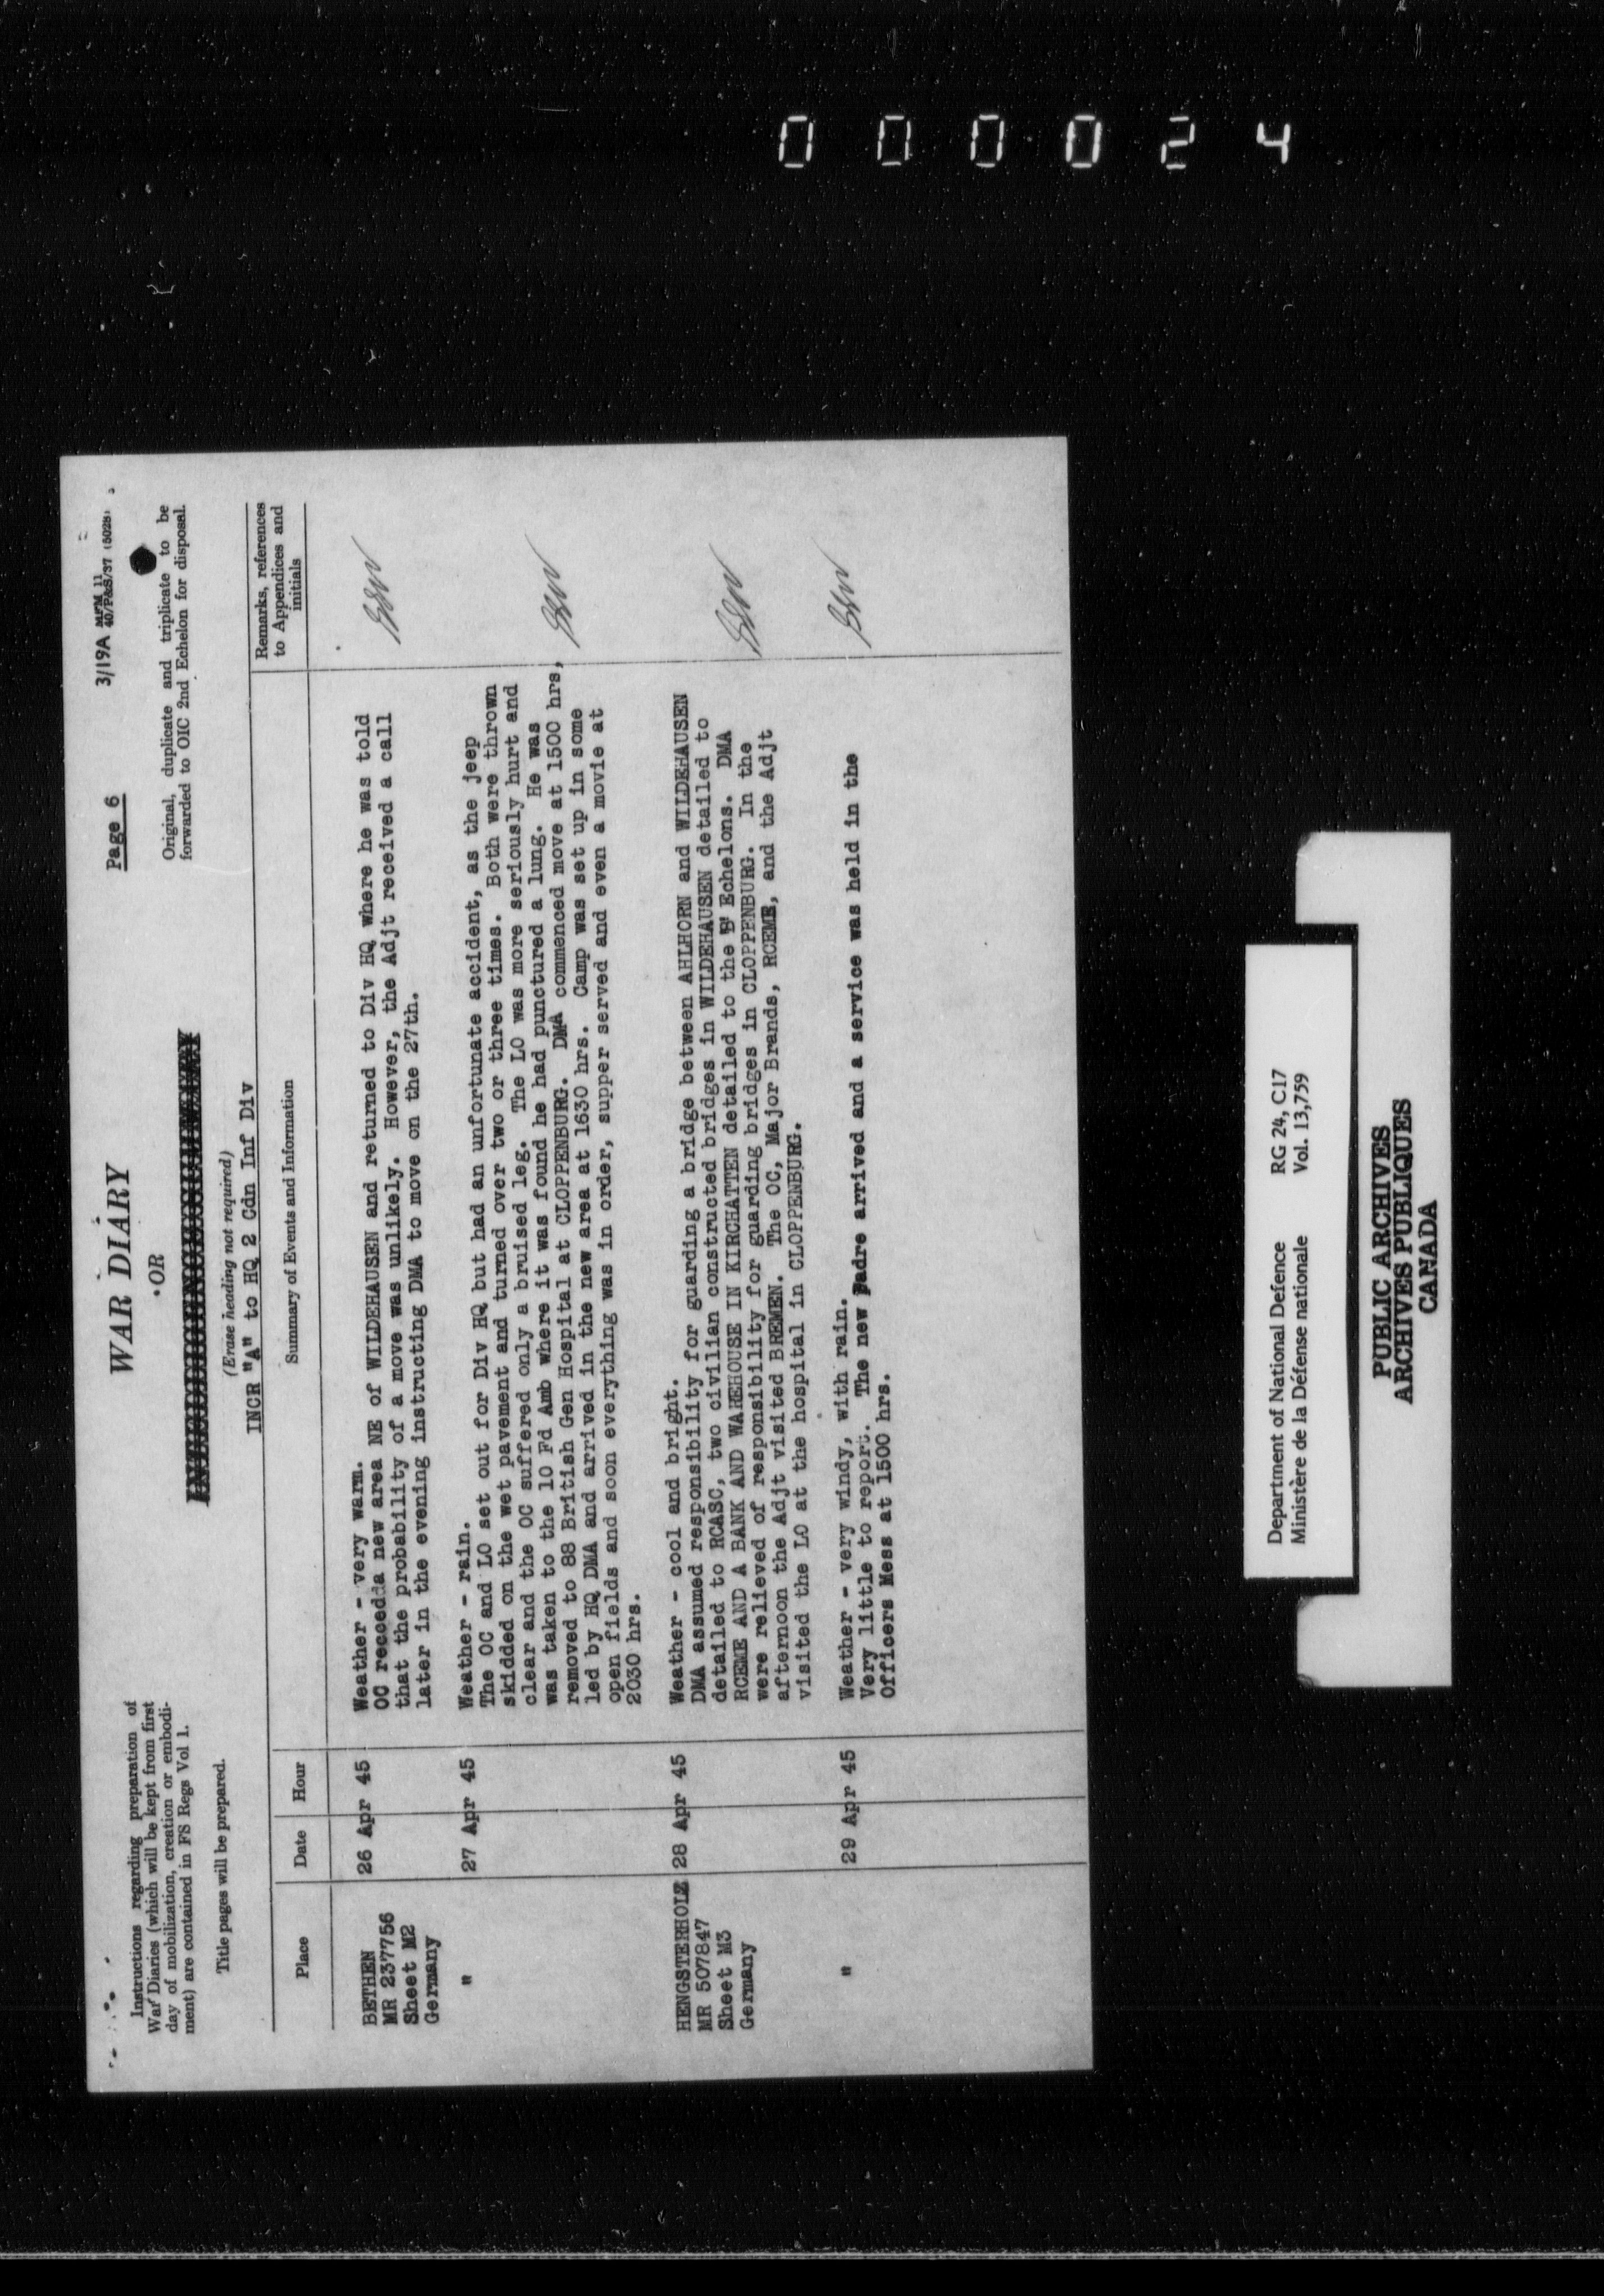 000024
Instructions regarding preparation of
War Diaries (which will be kept from first
day of mobilization, creation or embodi-
ment) are contained in FS Regs Vol 1.
Title pages will be prepared.
WAR DIARY
OR
(Erase heading not required)
INCR "A" to HQ 2 Cdn Inf Div
Page 6
3/19A MFM 11
40/P&S/37 (5028)
Original, duplicate and triplicate to be
forwarded to OIC 2nd Echelon for disposal.
Place Date Hour Summary of Events and Information Remarks, references
to Appendices and
initials
BETHEN 26 Apr 45 Weather - very warm.
MR 237756 OC recedda new area NE of WILDEHAUSEN and returned to Div HQ where he was told
Sheet M2 that the probability of a move was unlikely. However, the Adjt received a call
Germany later in the evening instructing DMA to move on the 27th.
" 27 Apr 45 Weather - rain.
The OC and LO set out for Div HQ but had an unfortunate accident, as the jeep
skidded on the wet pavement and turned over two or three times. Both were thrown
clear and the OC suffered only a bruised leg. The LO was more seriously hurt and
was taken to the 10 Fd Amb where it was found he had punctured a lung. He was
removed to 88 British Gen Hospital at CLOPPENBURG. DMA commenced move at 1500 hrs,
led by HQ DMA and arrived in the new area at 1630 hrs. Camp was set up in some
open fields and soon everything was in order, supper served and even a movie at
2030 hrs.
HENGSTERHOLZ 28 Apr 45 Weather - cool and bright.
MR 507847 DMA assumed responsibility for guarding a bridge between AHLHORN and WILDEHAUSEN
Sheet M3 detailed to RCASC, two civilian constructed bridges in WILDEHAUSEN detailed to
Germany RCEME AND A BANK AND WAREHOUSE IN KIRCHATTEN detailed to the B Echelons. DMA
were relieved of responsibility for guarding bridges in CLOPPENBURG. In the
afternoon the Adjt visited BREMEN. The OC, Major Brands, RCEME, and the Adjt
visited the LO at the hospital in CLOPPENBURG.
" 29 Apr 45 Weather - very windy, with rain.
Very little to report. The new Padre arrived and a service was held in the
Officers Mess at 1500 hrs.
Department of National Defence RG 24, C17
Ministère de la Défense nationale Vol. 13,759
PUBLIC ARCHIVES
ARCHIVES PUBLIQUES
CANADA